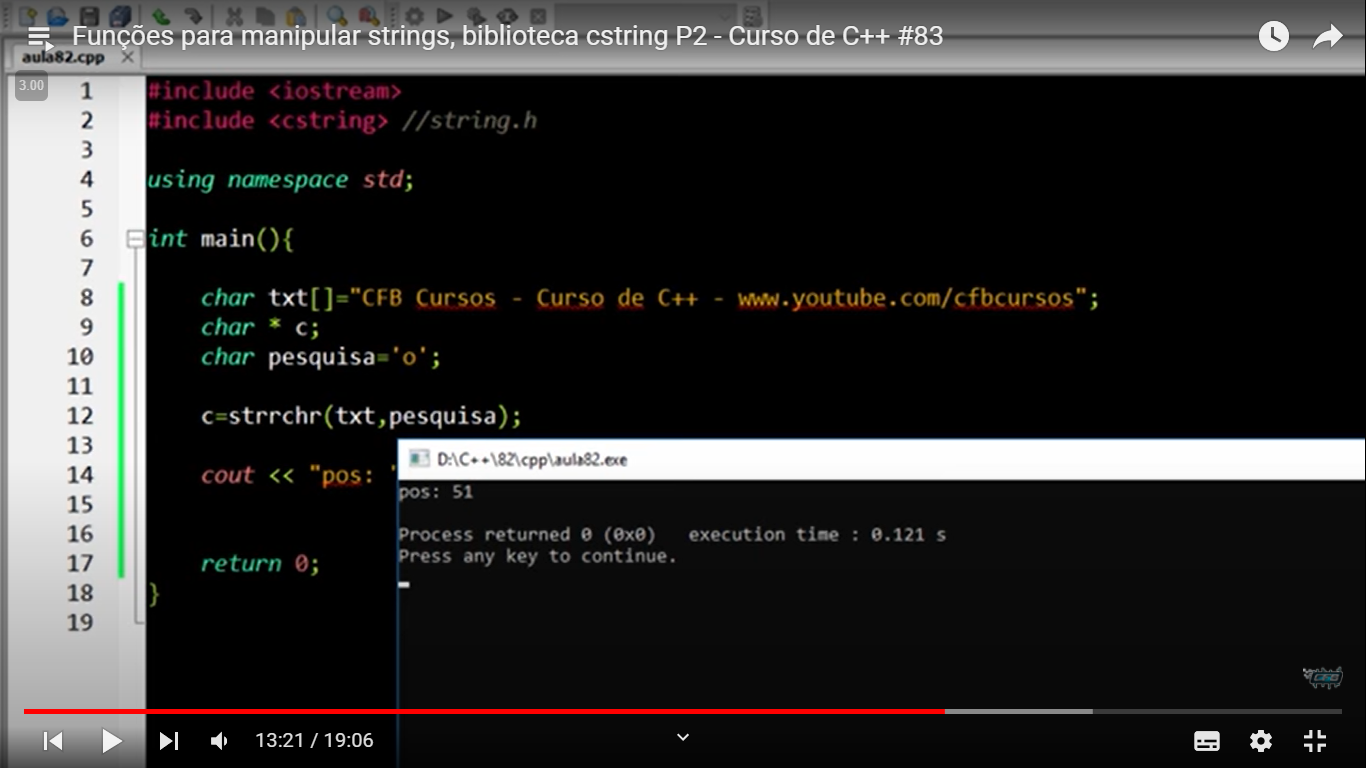 Funções para manipular strings, biblioteca cstring P2 - Curso de C++ #83
aula82.cpp
3.00
1 #include <iostream>
2 #include <cstring> //string.h
3
4 using namespace std;
5
6 int main(){
7
8 char txt[]="CFB Cursos - Curso de C++ - www.youtube.com/cfbcursos";
9 char * c;
10 char pesquisa='o';
11
12 c=strrchr(txt,pesquisa);
13
14 cout << "pos: "
15
16
17 return 0;
18 }
19
D:\C++\82\cpp\aula82.exe
pos: 51
Process returned 0 (0x0) execution time : 0.121 s
Press any key to continue.
13:21 / 19:06